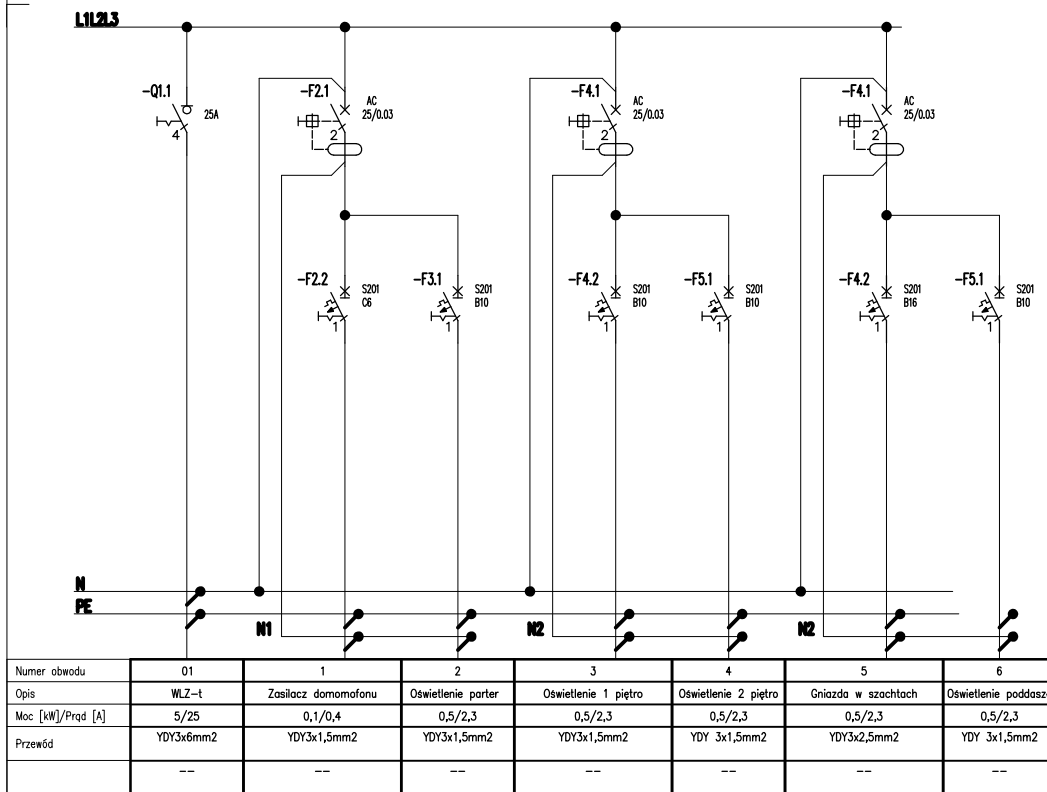 L1L2L3
-Q1.1
25A
4
-F2.1
AC
25/0.03
2
-F4.1
AC
25/0.03
2
-F4.1
AC
25/0.03
2
-F2.2
S201
C6
1
-F3.1
S201
B10
1
-F4.2
S201
B10
1
-F5.1
S201
B10
1
-F4.2
S201
B16
1
-F5.1
S201
B10
1
N
PE
N1
N2
N2
Numer obwodu 01 1 2 3 4 5 6
Opis WLZ-t Zasilacz domomofonu Oświetlenie parter Oświetlenie 1 piętro Oświetlenie 2 piętro Gniazda w szachtach Oświetlenie poddasz
Moc [kW]/Prąd [A] 5/25 0,1/0,4 0,5/2,3 0,5/2,3 0,5/2,3 0,5/2,3 0,5/2,3
Przewód YDY3x6mm2 YDY3x1,5mm2 YDY3x1,5mm2 YDY3x1,5mm2 YDY 3x1,5mm2 YDY3x2,5mm2 YDY 3x1,5mm2
-- -- -- -- -- -- --